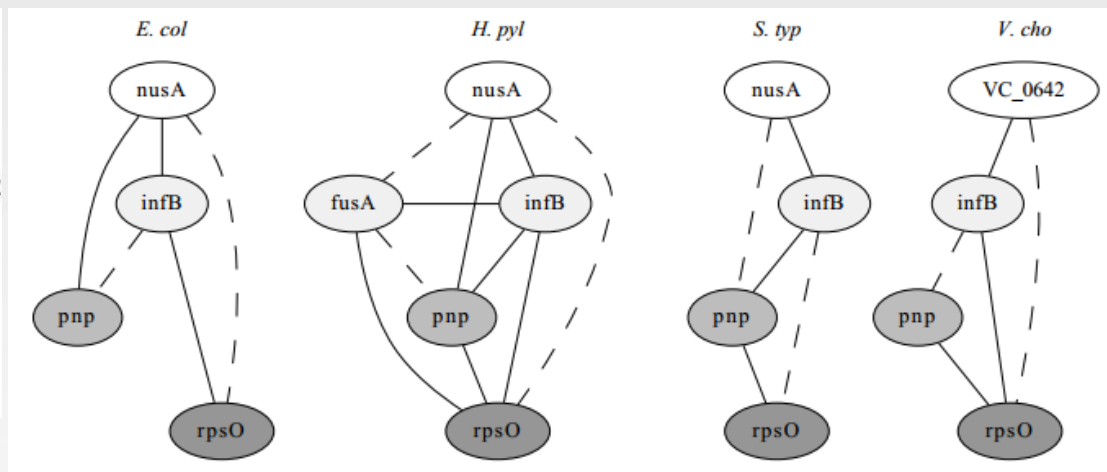 E. col H. pyl S. typ V. cho
nusA nusA nusA VC_0642
infB fusA infB infB infB
pnp pnp pnp pnp
rpsO rpsO rpsO rpsO